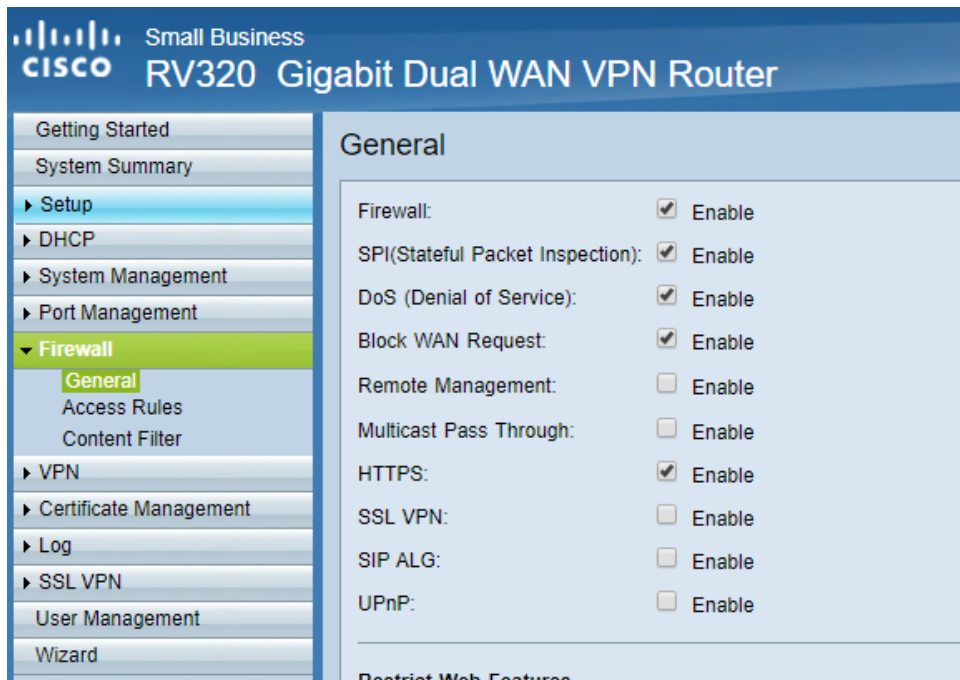 Small Business
CISCO RV320 Gigabit Dual WAN VPN Router
Getting Started
System Summary
Setup
DHCP
System Management
Port Management
Firewall
General
Access Rules
Content Filter
VPN
Certificate Management
Log
SSL VPN
User Management
Wizard
General
Firewall: Enable
SPI(Stateful Packet Inspection): Enable
DoS (Denial of Service): Enable
Block WAN Request: Enable
Remote Management: Enable
Multicast Pass Through: Enable
HTTPS: Enable
SSL VPN: Enable
SIP ALG: Enable
UPnP: Enable
Restrict Web Features